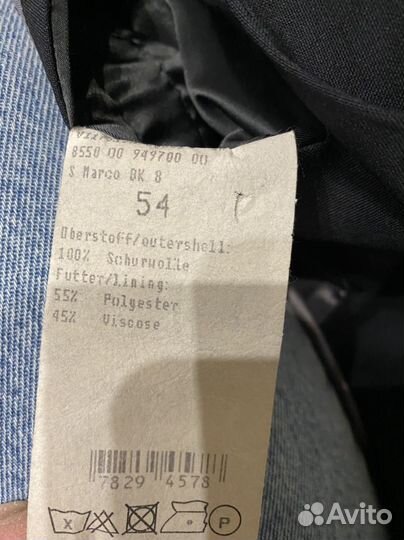 8550 00 949700 00
S Marco BK 8
54
Oberstoff/outershell:
100% Schurwolle
Futter/lining:
55% Polyester
45% Viscose
7829 4578
P
Avito